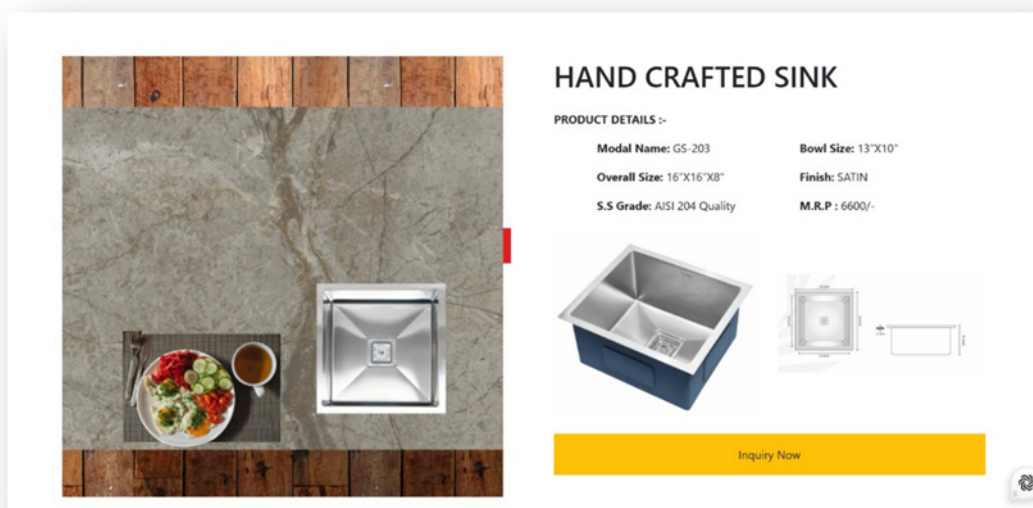 HAND CRAFTED SINK
PRODUCT DETAILS :-
Modal Name: GS-203 Bowl Size: 13"X10"
Overall Size: 16"X16"X8" Finish: SATIN
S.S Grade: AISI 204 Quality M.R.P : 6600/-
Inquiry Now